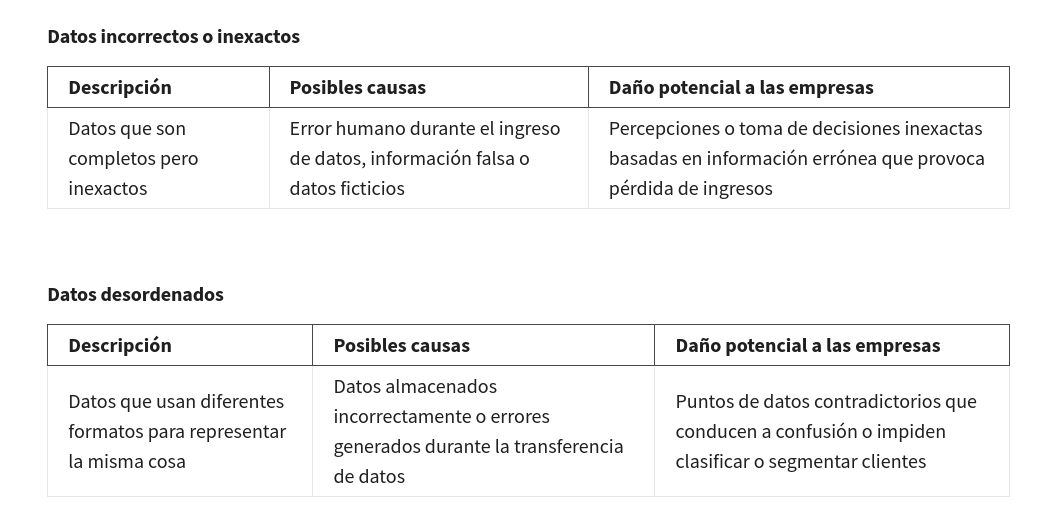 Datos incorrectos o inexactos
Descripción
Posibles causas
Daño potencial a las empresas
Datos que son
completos pero
inexactos
Error humano durante el ingreso
de datos, información falsa o
datos ficticios
Percepciones o toma de decisiones inexactas
basadas en información errónea que provoca
pérdida de ingresos
Datos desordenados
Descripción
Posibles causas
Daño potencial a las empresas
Datos que usan diferentes
formatos para representar
la misma cosa
Datos almacenados
incorrectamente o errores
generados durante la transferencia
de datos
Puntos de datos contradictorios que
conducen a confusión o impiden
clasificar o segmentar clientes